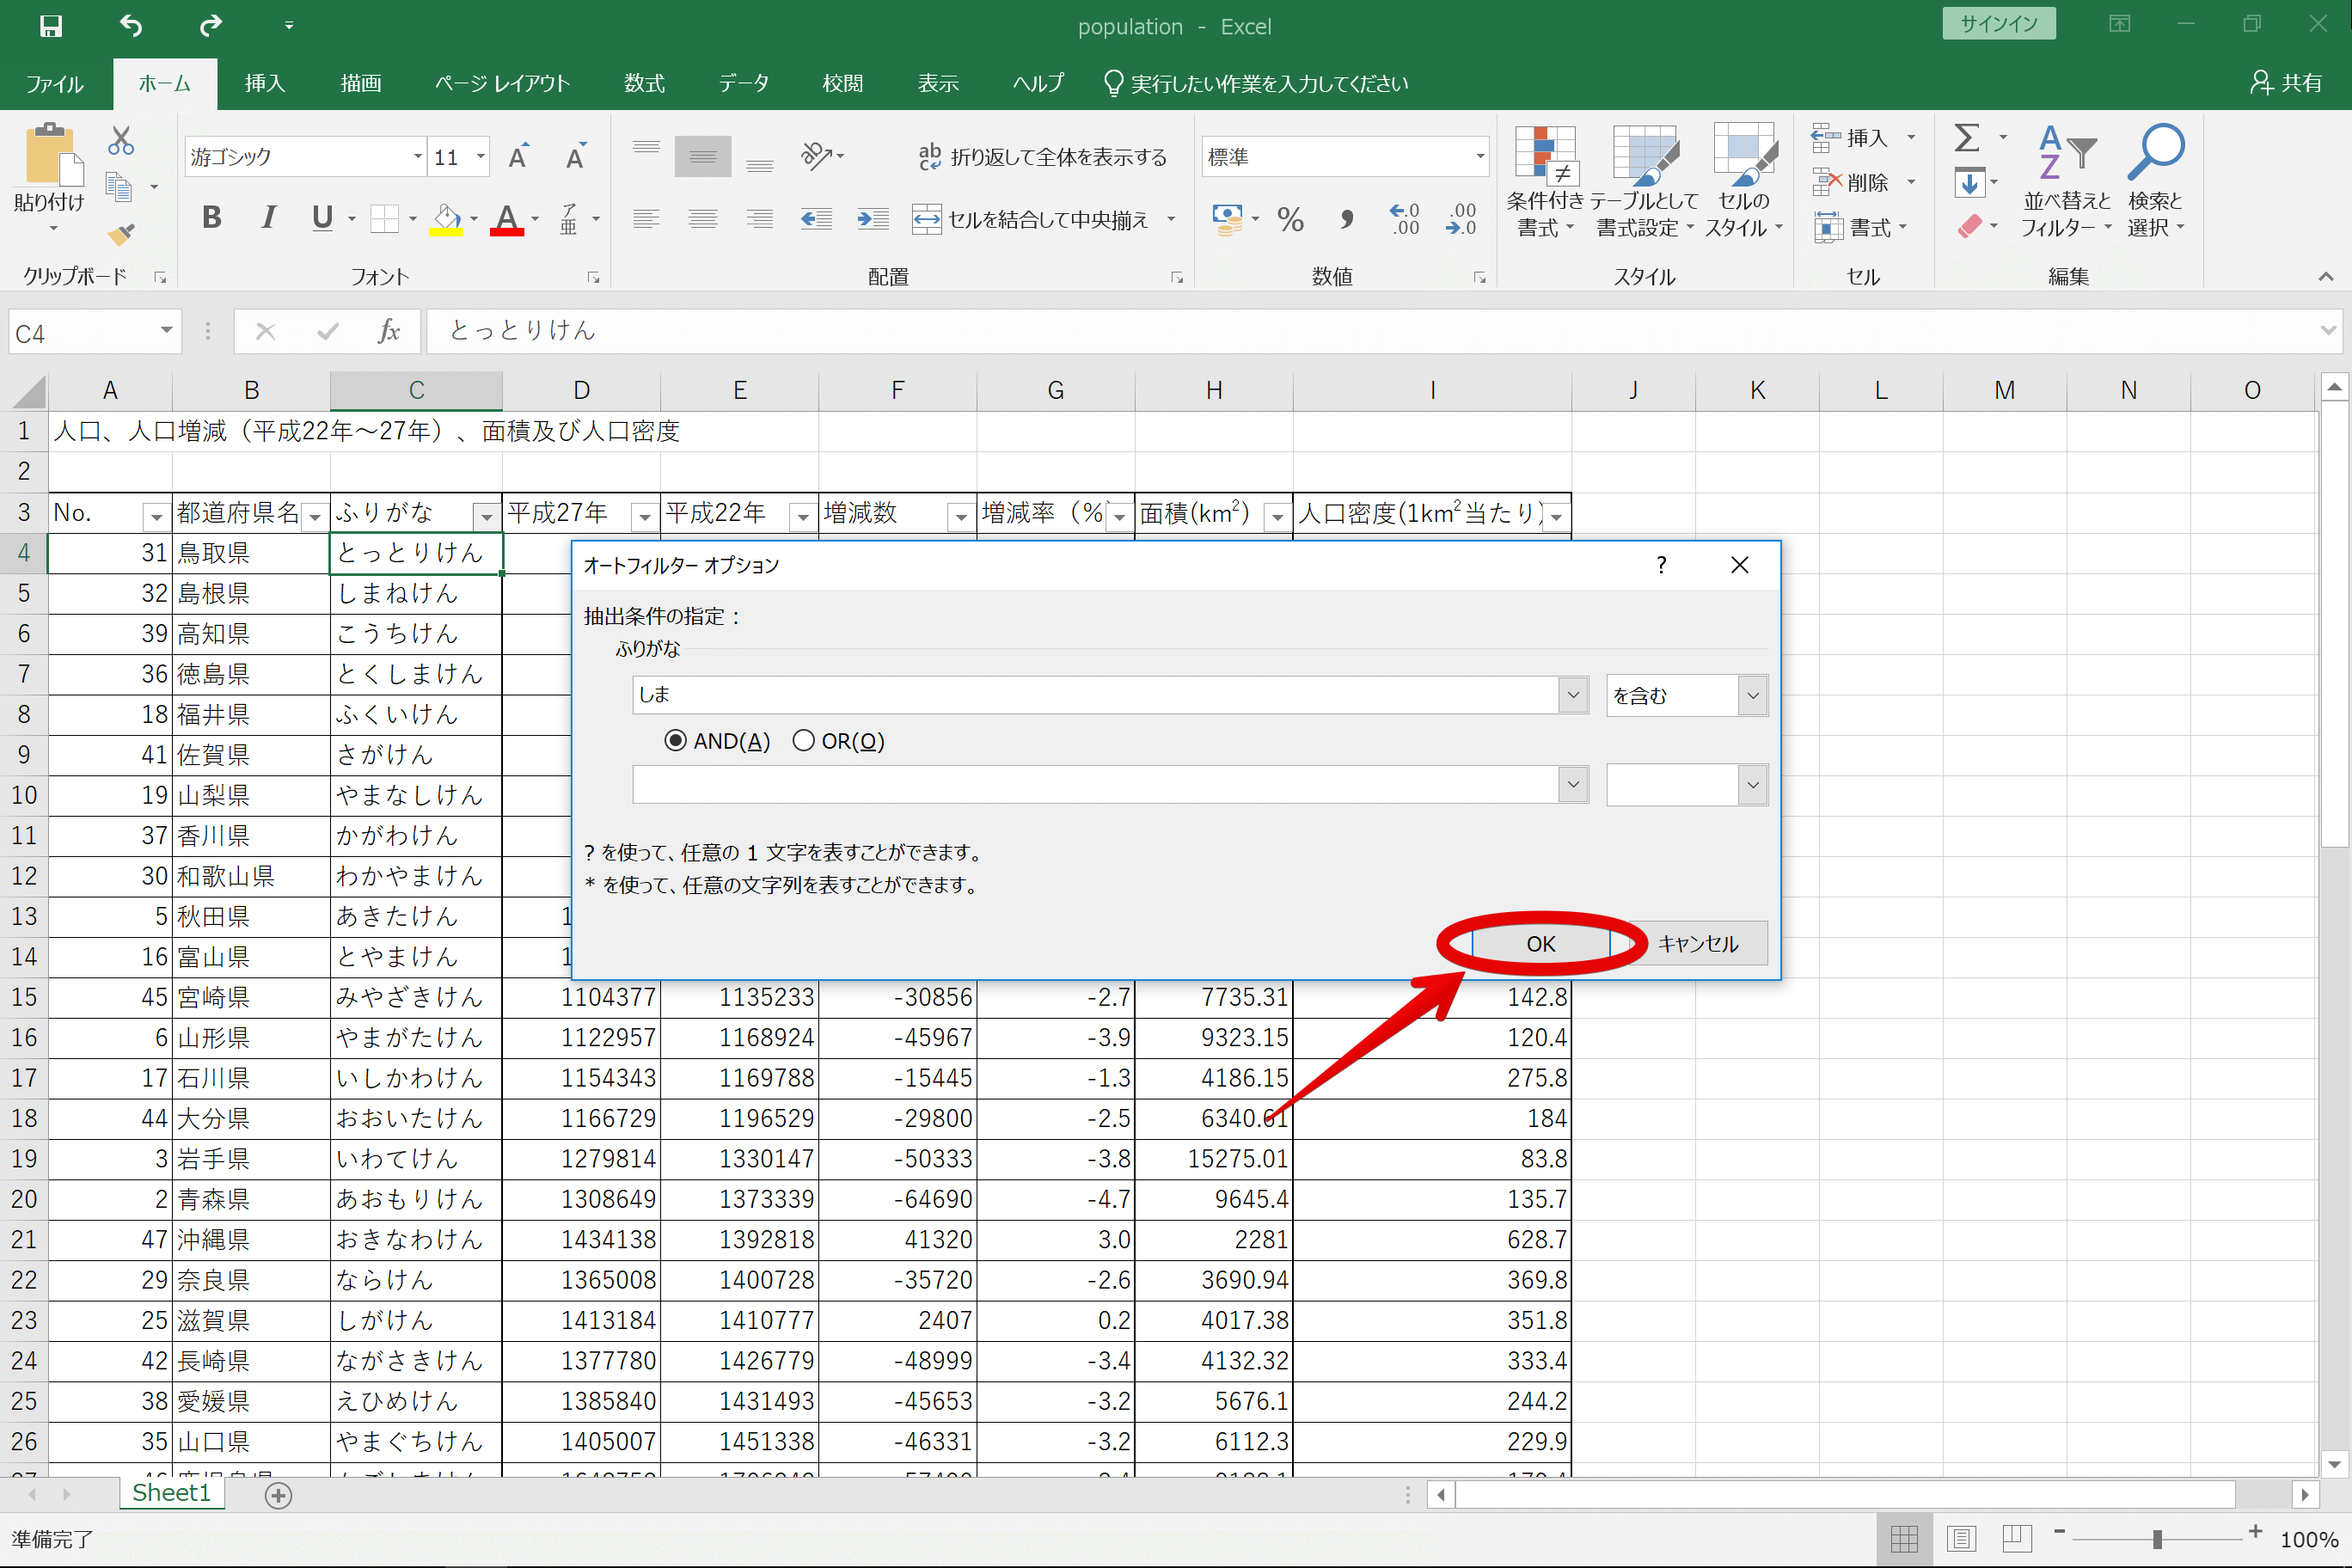 population - Excel
サインイン
ファイル ホーム 挿入 描画 ページ レイアウト 数式 データ 校閲 表示 ヘルプ 実行したい作業を入力してください 共有
貼り付け
クリップボード
游ゴシック 11
B I U A ア亜
フォント
ab 折り返して全体を表示する
セルを結合して中央揃え
配置
標準
% , .0 .00 .00 .0
数値
条件付き書式 テーブルとして書式設定 セルのスタイル
スタイル
挿入
削除
書式
セル
Σ
並べ替えとフィルター 検索と選択
編集
C4 fx とっとりけん
A B C D E F G H I J K L M N O
1 人口、人口増減（平成22年～27年）、面積及び人口密度
2
3 No. 都道府県名 ふりがな 平成27年 平成22年 増減数 増減率（% 面積(km²) 人口密度(1km²当たり)
4 31 鳥取県 とっとりけん
5 32 島根県 しまねけん
6 39 高知県 こうちけん
7 36 徳島県 とくしまけん
8 18 福井県 ふくいけん
9 41 佐賀県 さがけん
10 19 山梨県 やまなしけん
11 37 香川県 かがわけん
12 30 和歌山県 わかやまけん
13 5 秋田県 あきたけん 1
14 16 富山県 とやまけん 1
15 45 宮崎県 みやざきけん 1104377 1135233 -30856 -2.7 7735.31 142.8
16 6 山形県 やまがたけん 1122957 1168924 -45967 -3.9 9323.15 120.4
17 17 石川県 いしかわけん 1154343 1169788 -15445 -1.3 4186.15 275.8
18 44 大分県 おおいたけん 1166729 1196529 -29800 -2.5 6340.61 184
19 3 岩手県 いわてけん 1279814 1330147 -50333 -3.8 15275.01 83.8
20 2 青森県 あおもりけん 1308649 1373339 -64690 -4.7 9645.4 135.7
21 47 沖縄県 おきなわけん 1434138 1392818 41320 3.0 2281 628.7
22 29 奈良県 ならけん 1365008 1400728 -35720 -2.6 3690.94 369.8
23 25 滋賀県 しがけん 1413184 1410777 2407 0.2 4017.38 351.8
24 42 長崎県 ながさきけん 1377780 1426779 -48999 -3.4 4132.32 333.4
25 38 愛媛県 えひめけん 1385840 1431493 -45653 -3.2 5676.1 244.2
26 35 山口県 やまぐちけん 1405007 1451338 -46331 -3.2 6112.3 229.9
オートフィルター オプション ?
抽出条件の指定：
ふりがな
しま を含む
AND(A) OR(O)
? を使って、任意の 1 文字を表すことができます。
* を使って、任意の文字列を表すことができます。
OK キャンセル
Sheet1
準備完了 100%